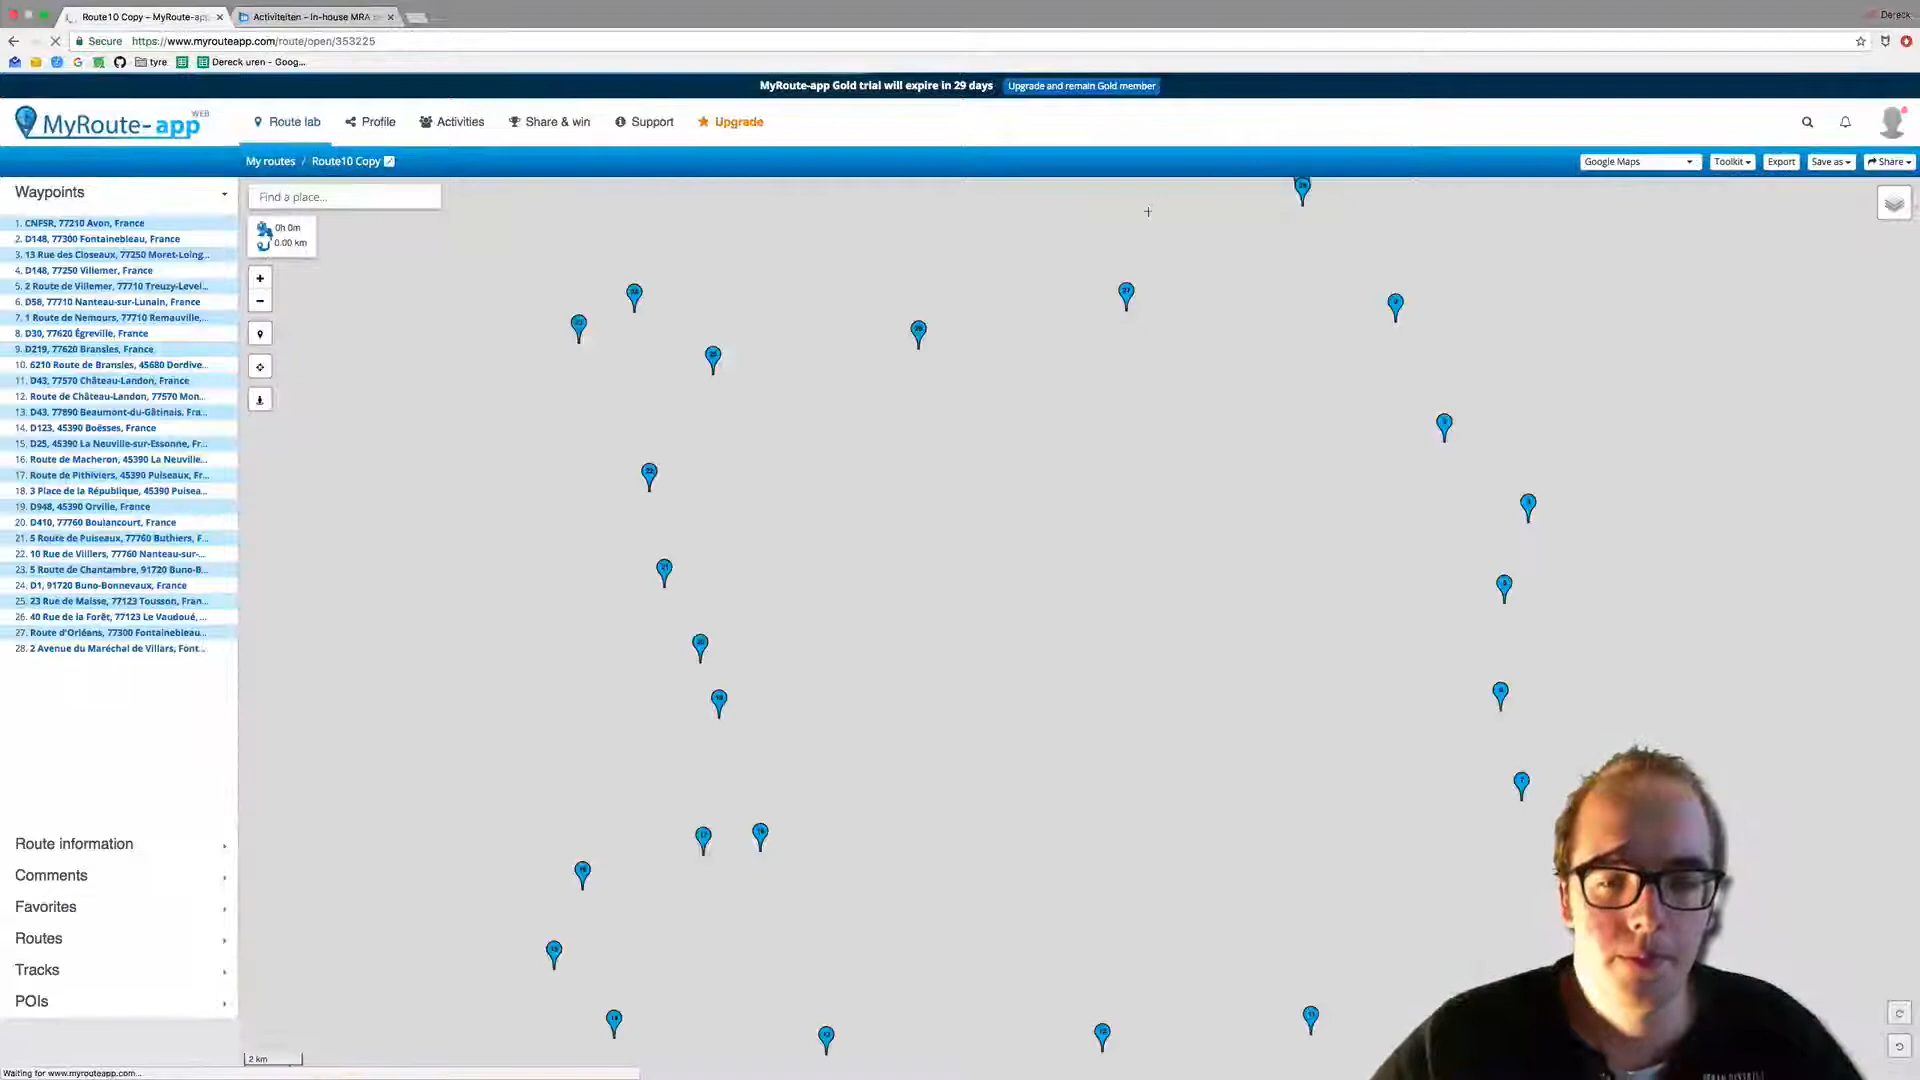 Route10 Copy – MyRoute-ap
Activiteiten – In-house MRA
Dereck
Secure
https://www.myrouteapp.com/route/open/353225
tyre
Dereck uren - Goog...
MyRoute-app Gold trial will expire in 29 days
Upgrade and remain Gold member
MyRoute-app WEB
Route lab
Profile
Activities
Share & win
Support
Upgrade
My routes / Route10 Copy
Google Maps
Toolkit
Export
Save as
Share
Waypoints
Find a place...
0h 0m
0.00 km
+
−
1. CNFSR, 77210 Avon, France
2. D148, 77300 Fontainebleau, France
3. 13 Rue des Closeaux, 77250 Moret-Loing...
4. D148, 77250 Villemer, France
5. 2 Route de Villemer, 77710 Treuzy-Level...
6. D58, 77710 Nanteau-sur-Lunain, France
7. 1 Route de Nemours, 77710 Remauville,...
8. D30, 77620 Égreville, France
9. D219, 77620 Bransles, France
10. 6210 Route de Bransles, 45680 Dordive...
11. D43, 77570 Château-Landon, France
12. Route de Château-Landon, 77570 Mon...
13. D43, 77890 Beaumont-du-Gâtinais, Fra...
14. D123, 45390 Boësses, France
15. D25, 45390 La Neuville-sur-Essonne, Fr...
16. Route de Macheron, 45390 La Neuville...
17. Route de Pithiviers, 45390 Puiseaux, Fr...
18. 3 Place de la République, 45390 Puisea...
19. D948, 45390 Orville, France
20. D410, 77760 Boulancourt, France
21. 5 Route de Puiseaux, 77760 Buthiers, F...
22. 10 Rue de Villiers, 77760 Nanteau-sur-...
23. 5 Route de Chantambre, 91720 Buno-B...
24. D1, 91720 Buno-Bonnevaux, France
25. 23 Rue de Maisse, 77123 Tousson, Fran...
26. 40 Rue de la Forêt, 77123 Le Vaudoué, ...
27. Route d'Orléans, 77300 Fontainebleau...
28. 2 Avenue du Maréchal de Villars, Font...
Route information
Comments
Favorites
Routes
Tracks
POIs
2 km
Waiting for www.myrouteapp.com...